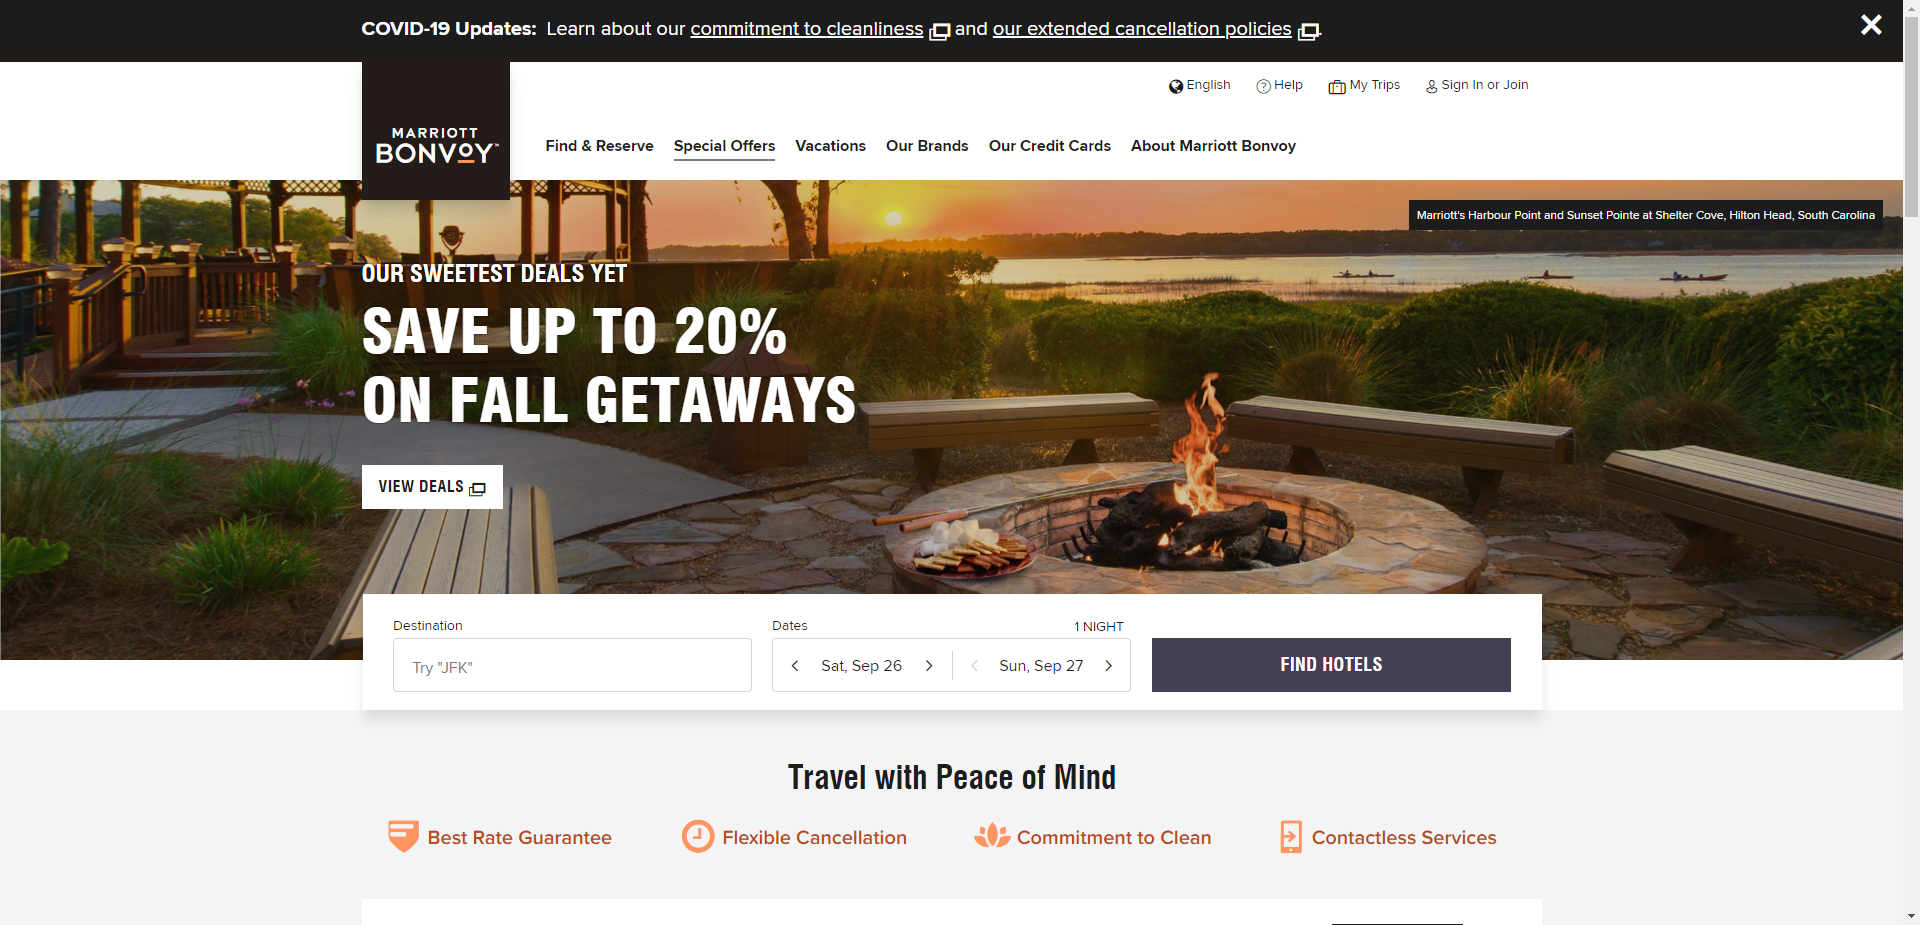 COVID-19 Updates: Learn about our commitment to cleanliness and our extended cancellation policies.
English Help My Trips Sign In or Join
MARRIOTT
BONVOY™
Find & Reserve Special Offers Vacations Our Brands Our Credit Cards About Marriott Bonvoy
Marriott's Harbour Point and Sunset Pointe at Shelter Cove, Hilton Head, South Carolina
OUR SWEETEST DEALS YET
SAVE UP TO 20%
ON FALL GETAWAYS
VIEW DEALS
Destination Dates 1 NIGHT
Try "JFK" Sat, Sep 26 Sun, Sep 27 FIND HOTELS
Travel with Peace of Mind
Best Rate Guarantee Flexible Cancellation Commitment to Clean Contactless Services